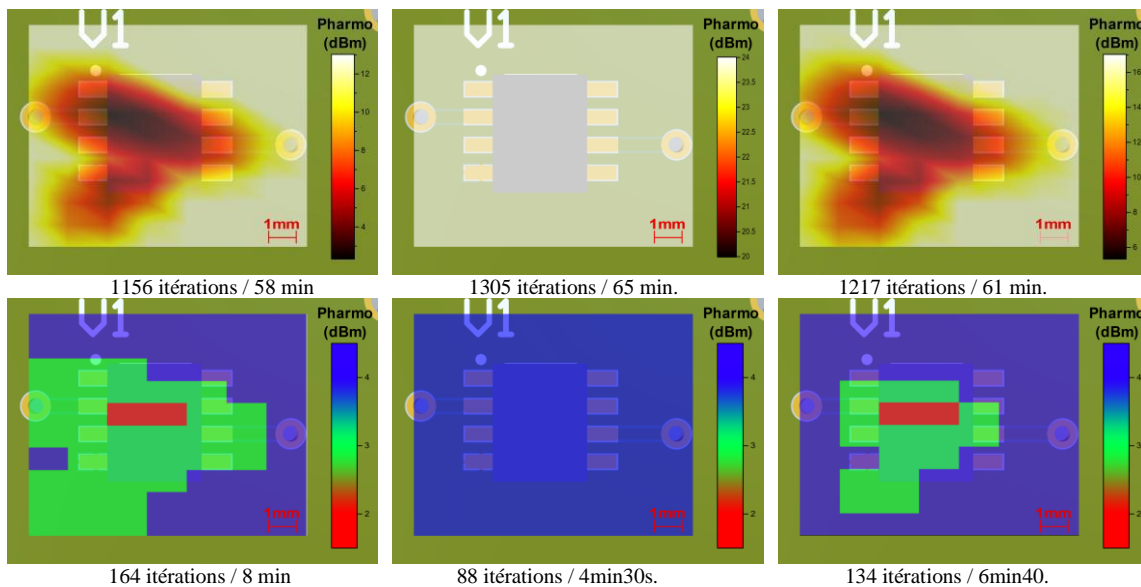 U1
Pharmo
(dBm)
12
10
8
6
4
1mm
1156 itérations / 58 min
U1
Pharmo
(dBm)
24
23.5
23
22.5
22
21.5
21
20.5
20
1mm
1305 itérations / 65 min.
U1
Pharmo
(dBm)
16
14
12
10
8
6
1mm
1217 itérations / 61 min.
U1
Pharmo
(dBm)
4
3
2
1mm
164 itérations / 8 min
U1
Pharmo
(dBm)
4
3
2
1mm
88 itérations / 4min30s.
U1
Pharmo
(dBm)
4
3
2
1mm
134 itérations / 6min40.